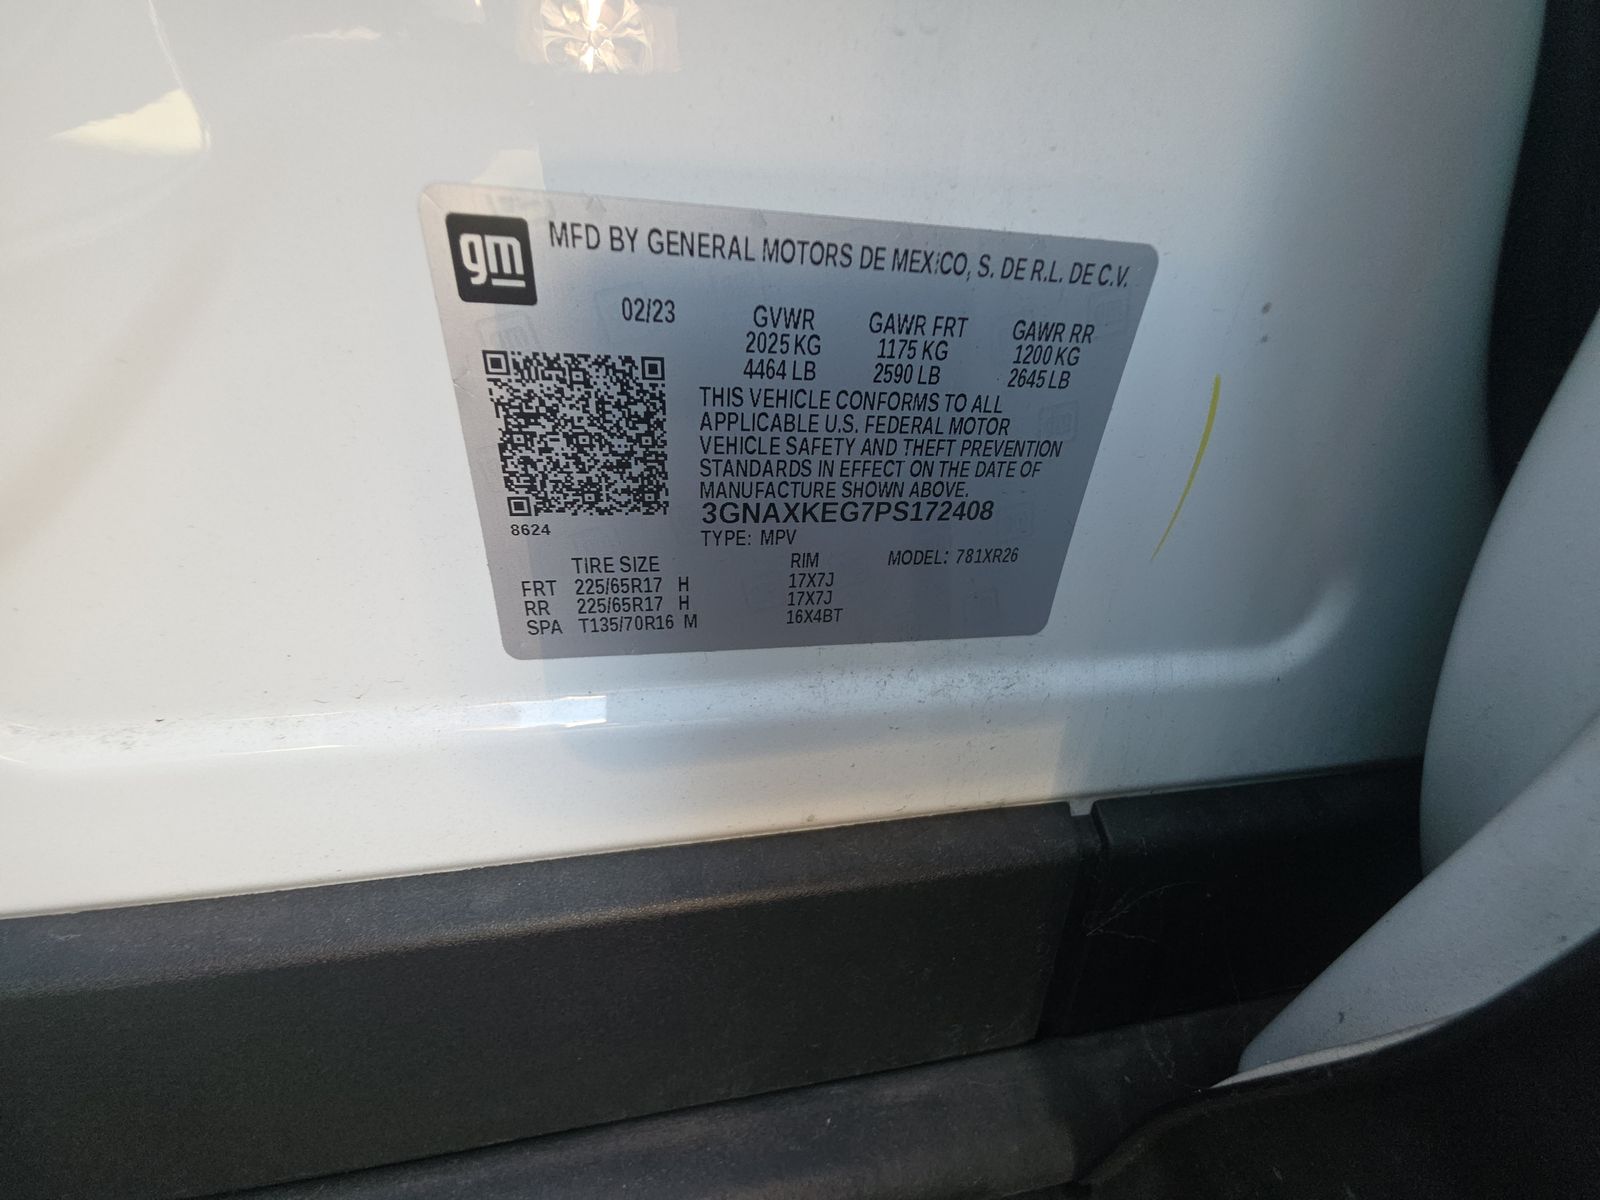 gm MFD BY GENERAL MOTORS DE MEXICO, S. DE R.L. DE C.V.
02/23 GVWR GAWR FRT GAWR RR
2025 KG 1175 KG 1200 KG
4464 LB 2590 LB 2645 LB
THIS VEHICLE CONFORMS TO ALL
APPLICABLE U.S. FEDERAL MOTOR
VEHICLE SAFETY AND THEFT PREVENTION
STANDARDS IN EFFECT ON THE DATE OF
MANUFACTURE SHOWN ABOVE.
3GNAXKEG7PS172408
8624
TYPE: MPV
TIRE SIZE RIM MODEL: 781XR26
FRT 225/65R17 H 17X7J
RR 225/65R17 H 17X7J
SPA T135/70R16 M 16X4BT